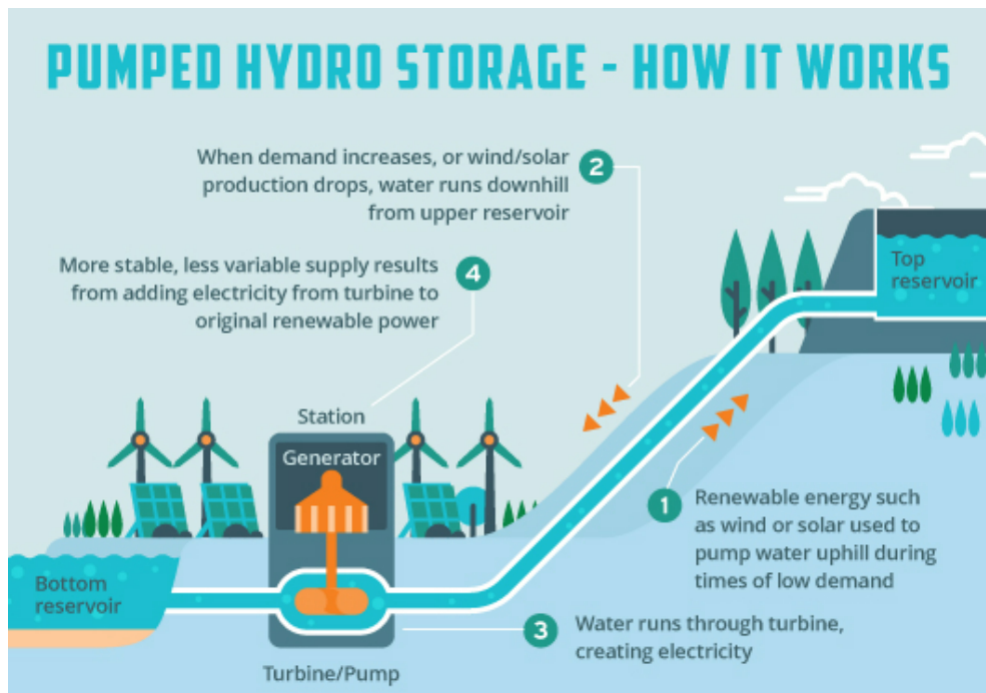 PUMPED HYDRO STORAGE - HOW IT WORKS
When demand increases, or wind/solar
production drops, water runs downhill
from upper reservoir
2
More stable, less variable supply results
from adding electricity from turbine to
original renewable power
4
Top
reservoir
Station
Generator
1
Renewable energy such
as wind or solar used to
pump water uphill during
times of low demand
Bottom
reservoir
3
Water runs through turbine,
creating electricity
Turbine/Pump